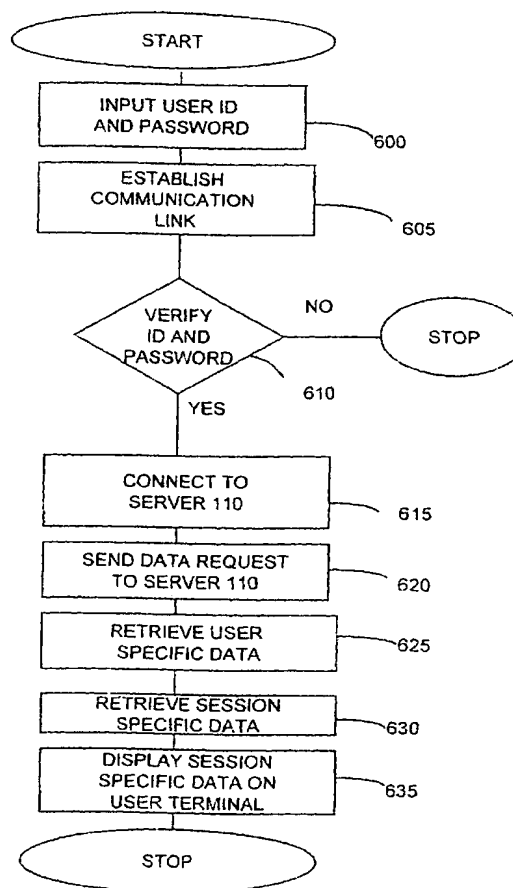 START
INPUT USER ID
AND PASSWORD
600
ESTABLISH
COMMUNICATION
LINK
605
VERIFY
ID AND
PASSWORD
NO
STOP
610
YES
CONNECT TO
SERVER 110
615
SEND DATA REQUEST
TO SERVER 110
620
RETRIEVE USER
SPECIFIC DATA
625
RETRIEVE SESSION
SPECIFIC DATA
630
DISPLAY SESSION
SPECIFIC DATA ON
USER TERMINAL
635
STOP